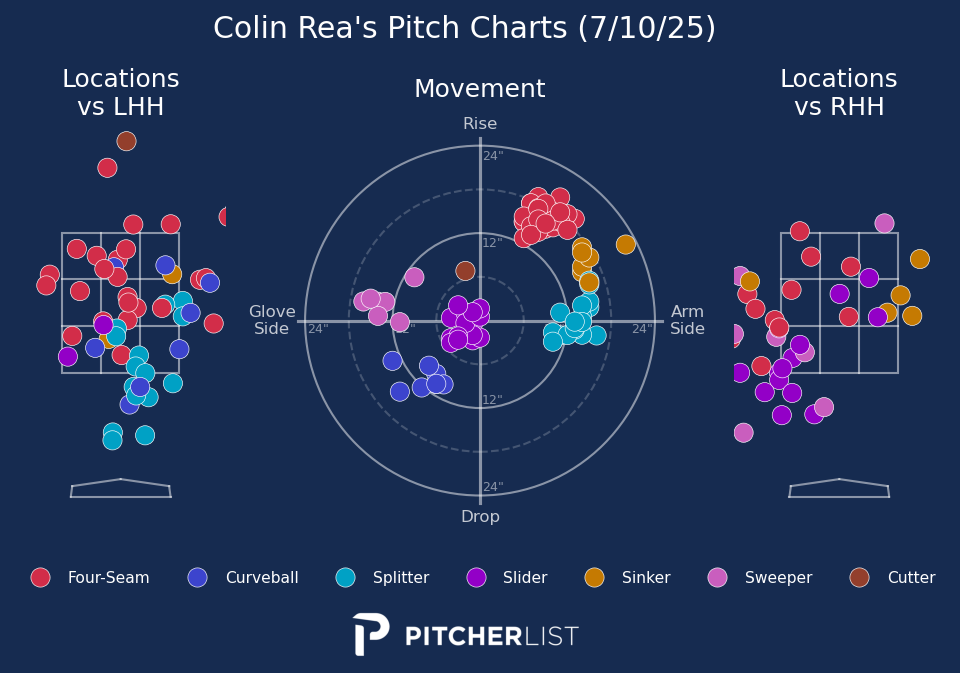 Colin Rea's Pitch Charts (7/10/25)
Locations
vs LHH
Movement
Locations
vs RHH
Rise
24"
12"
Glove
Side
24"
"
24"
Arm
Side
12"
24"
Drop
Four-Seam
Curveball
Splitter
Slider
Sinker
Sweeper
Cutter
PITCHERLIST